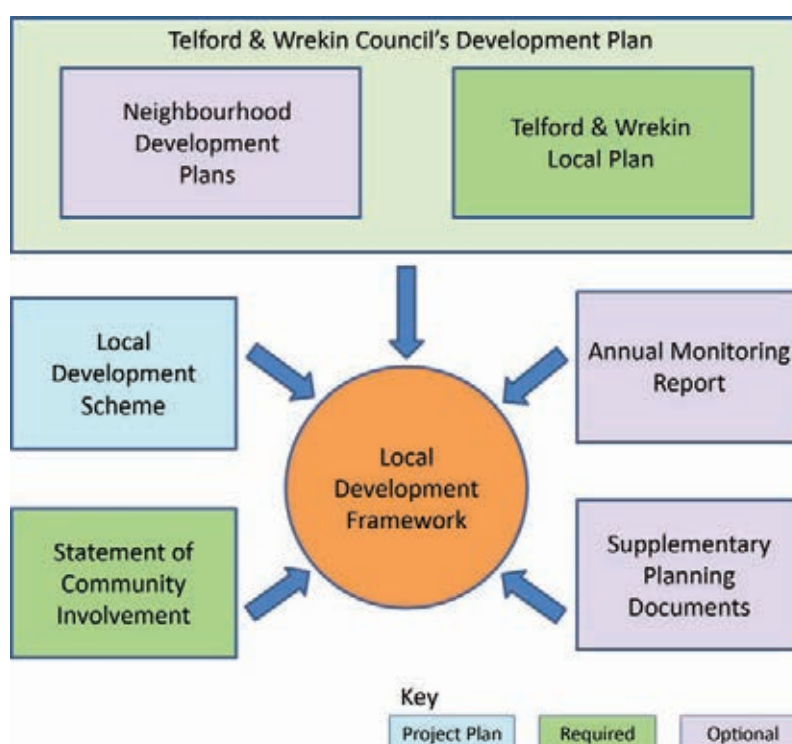 Telford & Wrekin Council's Development Plan
Neighbourhood
Development
Plans
Telford & Wrekin
Local Plan
Local
Development
Scheme
Annual Monitoring
Report
Local
Development
Framework
Statement of
Community
Involvement
Supplementary
Planning
Documents
Key
Project Plan
Required
Optional